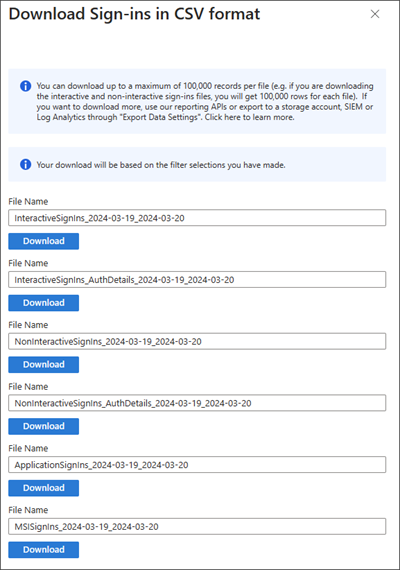 Download Sign-ins in CSV format
You can download up to a maximum of 100,000 records per file (e.g. if you are downloading
the interactive and non-interactive sign-ins files, you will get 100,000 rows for each file). If
you want to download more, use our reporting APIs or export to a storage account, SIEM or
Log Analytics through "Export Data Settings". Click here to learn more.
Your download will be based on the filter selections you have made.
File Name
InteractiveSignIns_2024-03-19_2024-03-20
Download
File Name
InteractiveSignIns_AuthDetails_2024-03-19_2024-03-20
Download
File Name
NonInteractiveSignIns_2024-03-19_2024-03-20
Download
File Name
NonInteractiveSignIns_AuthDetails_2024-03-19_2024-03-20
Download
File Name
ApplicationSignIns_2024-03-19_2024-03-20
Download
File Name
MSISignIns_2024-03-19_2024-03-20
Download